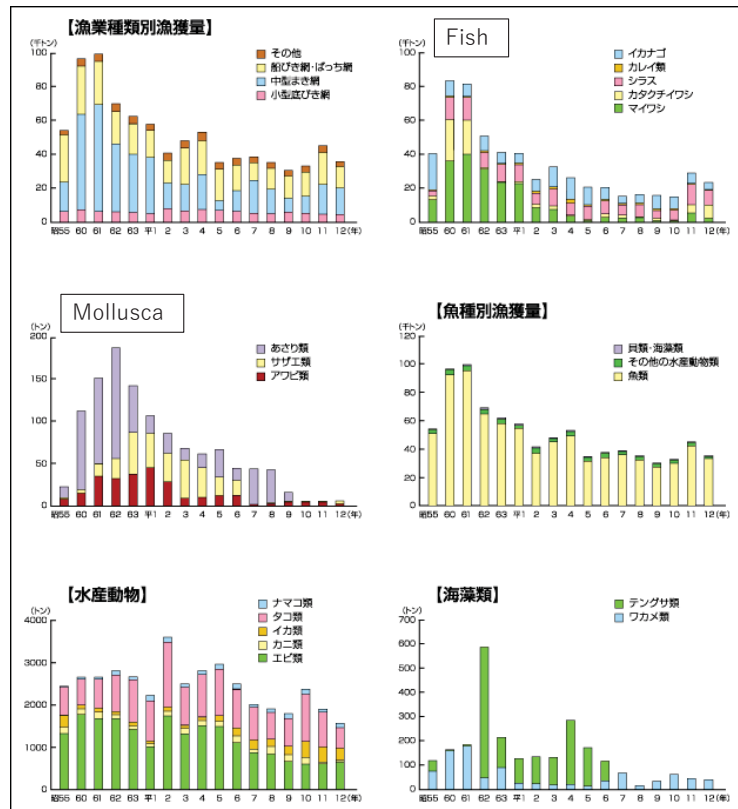 【漁業種類別漁獲量】
(千トン)
100
80
60
40
20
0
その他
船びき網・ばっち網
中型まき網
小型底びき網
昭55 60 61 62 63 平1 2 3 4 5 6 7 8 9 10 11 12(年)
Fish
(千トン)
100
80
60
40
20
0
イカナゴ
カレイ類
シラス
カタクチイワシ
マイワシ
昭55 60 61 62 63 平1 2 3 4 5 6 7 8 9 10 11 12(年)
Mollusca
(トン)
200
150
100
50
0
あさり類
サザエ類
アワビ類
昭55 60 61 62 63 平1 2 3 4 5 6 7 8 9 10 11 12(年)
【魚種別漁獲量】
(千トン)
120
100
80
60
40
20
0
貝類・海藻類
その他の水産動物類
魚類
昭55 60 61 62 63 平1 2 3 4 5 6 7 8 9 10 11 12(年)
【水産動物】
(トン)
4000
3000
2000
1000
0
ナマコ類
タコ類
イカ類
カニ類
エビ類
昭55 60 61 62 63 平1 2 3 4 5 6 7 8 9 10 11 12(年)
【海藻類】
(トン)
700
600
500
400
300
200
100
0
テングサ類
ワカメ類
昭55 60 61 62 63 平1 2 3 4 5 6 7 8 9 10 11 12(年)